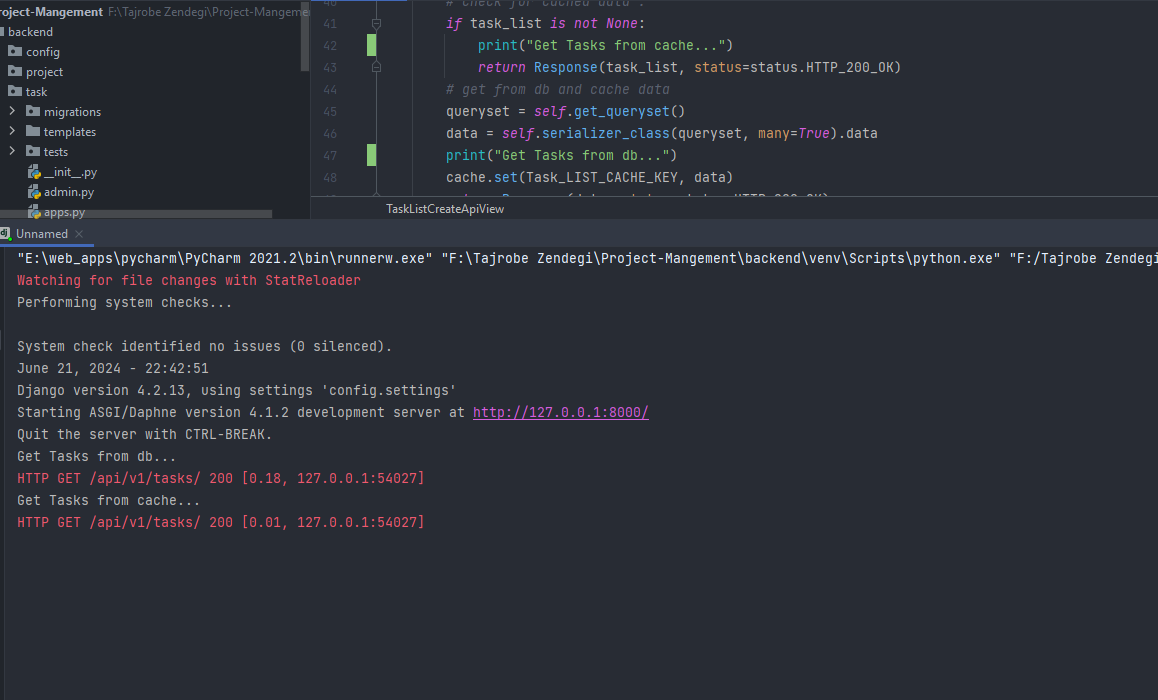 roject-Mangement F:\Tajrobe Zendegi\Project-Mangeme
backend
config
project
task
migrations
templates
tests
__init__.py
admin.py
apps.py
41 if task_list is not None:
42 print("Get Tasks from cache...")
43 return Response(task_list, status=status.HTTP_200_OK)
44 # get from db and cache data
45 queryset = self.get_queryset()
46 data = self.serializer_class(queryset, many=True).data
47 print("Get Tasks from db...")
48 cache.set(Task_LIST_CACHE_KEY, data)
TaskListCreateApiView
dj Unnamed
"E:\web_apps\pycharm\PyCharm 2021.2\bin\runnerw.exe" "F:\Tajrobe Zendegi\Project-Mangement\backend\venv\Scripts\python.exe" "F:/Tajrobe Zendegi
Watching for file changes with StatReloader
Performing system checks...
System check identified no issues (0 silenced).
June 21, 2024 - 22:42:51
Django version 4.2.13, using settings 'config.settings'
Starting ASGI/Daphne version 4.1.2 development server at http://127.0.0.1:8000/
Quit the server with CTRL-BREAK.
Get Tasks from db...
HTTP GET /api/v1/tasks/ 200 [0.18, 127.0.0.1:54027]
Get Tasks from cache...
HTTP GET /api/v1/tasks/ 200 [0.01, 127.0.0.1:54027]